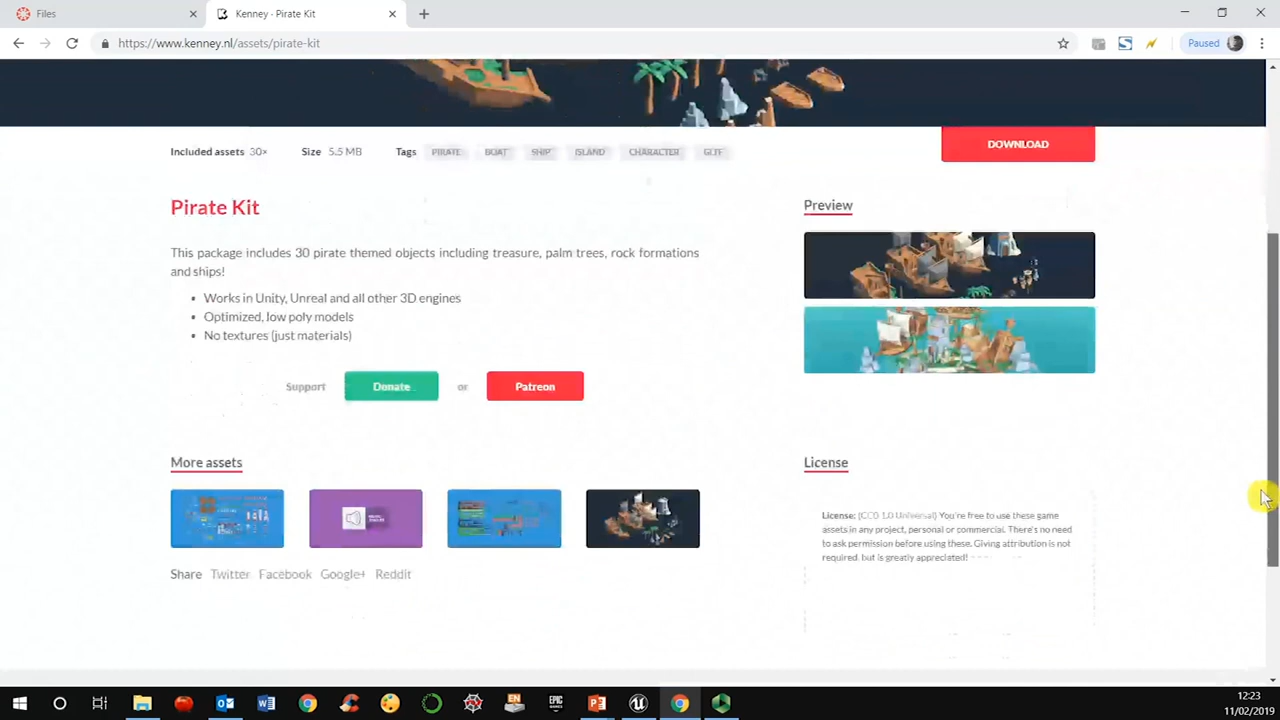 Files
Kenney - Pirate Kit
https://www.kenney.nl/assets/pirate-kit
Paused
Included assets 30×
Size 5.5 MB
Tags PIRATE BOAT SHIP ISLAND CHARACTER GLTF
DOWNLOAD
Pirate Kit
This package includes 30 pirate themed objects including treasure, palm trees, rock formations
and ships!
• Works in Unity, Unreal and all other 3D engines
• Optimized, low poly models
• No textures (just materials)
Support Donate or Patreon
Preview
More assets
Share Twitter Facebook Google+ Reddit
License
License: (CC0 1.0 Universal) You're free to use these game
assets in any project, personal or commercial. There's no need
to ask permission before using these. Giving attribution is not
required, but is greatly appreciated!
EN
EPIC
GAMES
12:23
11/02/2019